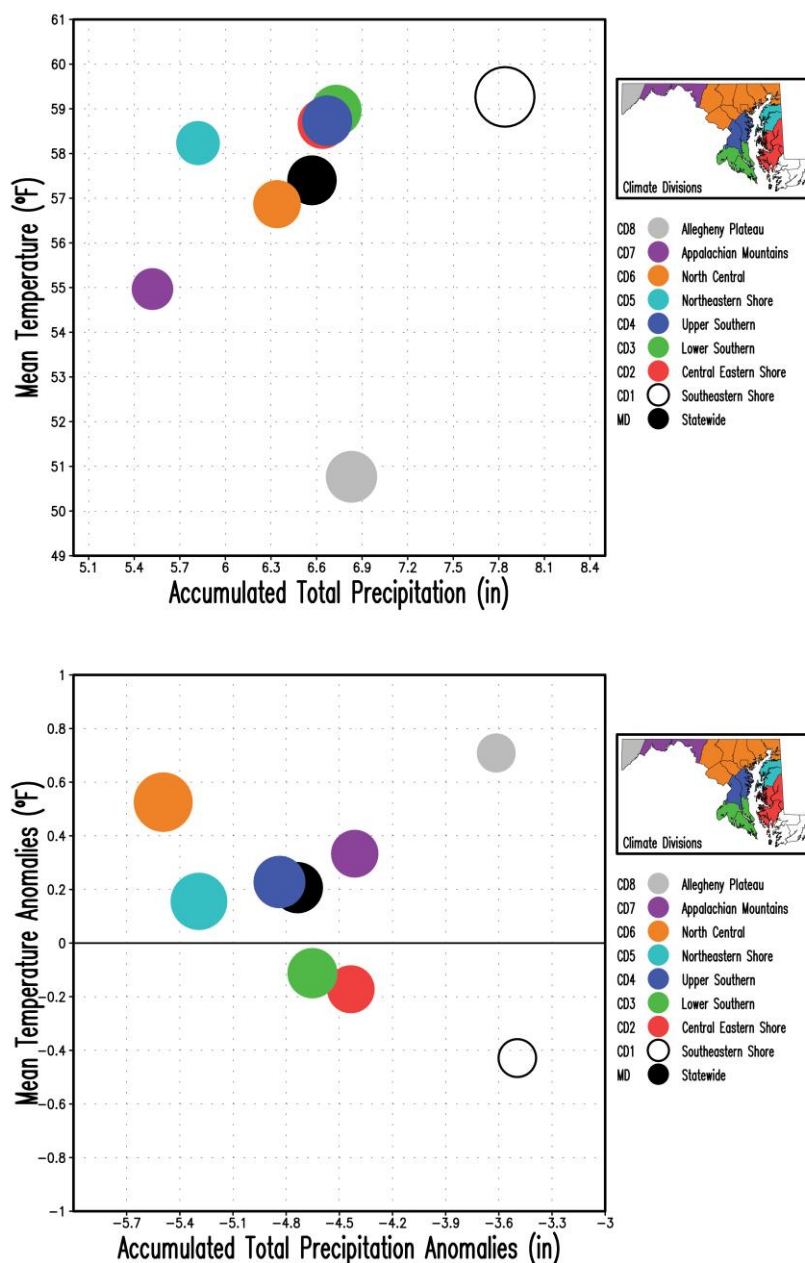 61
60
59
58
57
56
55
54
53
52
51
50
49
Mean Temperature (ºF)
5.1 5.4 5.7 6 6.3 6.6 6.9 7.2 7.5 7.8 8.1 8.4
Accumulated Total Precipitation (in)
Climate Divisions
CD8 Allegheny Plateau
CD7 Appalachian Mountains
CD6 North Central
CD5 Northeastern Shore
CD4 Upper Southern
CD3 Lower Southern
CD2 Central Eastern Shore
CD1 Southeastern Shore
MD Statewide
1
0.8
0.6
0.4
0.2
0
−0.2
−0.4
−0.6
−0.8
−1
Mean Temperature Anomalies (ºF)
−5.7 −5.4 −5.1 −4.8 −4.5 −4.2 −3.9 −3.6 −3.3 −3
Accumulated Total Precipitation Anomalies (in)
Climate Divisions
CD8 Allegheny Plateau
CD7 Appalachian Mountains
CD6 North Central
CD5 Northeastern Shore
CD4 Upper Southern
CD3 Lower Southern
CD2 Central Eastern Shore
CD1 Southeastern Shore
MD Statewide